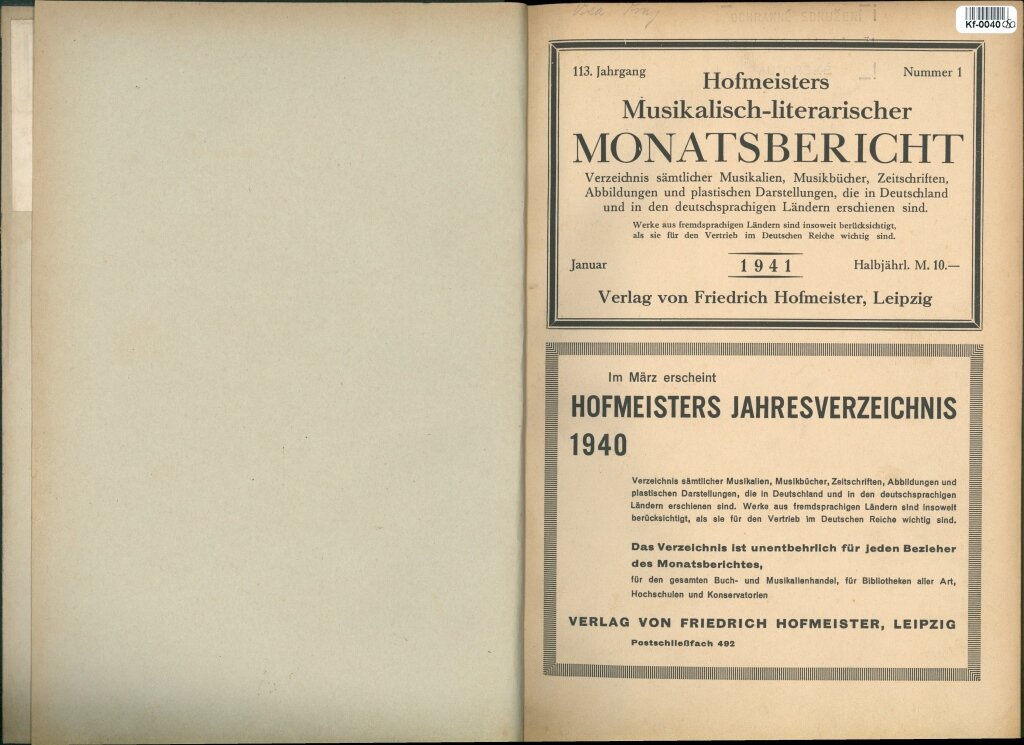 Kf-0040
113. Jahrgang
Nummer 1
Hofmeisters
Musikalisch-literarischer
MONATSBERICHT
Verzeichnis sämtlicher Musikalien, Musikbücher, Zeitschriften,
Abbildungen und plastischen Darstellungen, die in Deutschland
und in den deutschsprachigen Ländern erschienen sind.
Werke aus fremdsprachigen Ländern sind insoweit berücksichtigt,
als sie für den Vertrieb im Deutschen Reiche wichtig sind.
Januar
1941
Halbjährl. M. 10.—
Verlag von Friedrich Hofmeister, Leipzig
Im März erscheint
HOFMEISTERS JAHRESVERZEICHNIS
1940
Verzeichnis sämtlicher Musikalien, Musikbücher, Zeitschriften, Abbildungen und
plastischen Darstellungen, die in Deutschland und in den deutschsprachigen
Ländern erschienen sind. Werke aus fremdsprachigen Ländern sind insoweit
berücksichtigt, als sie für den Vertrieb im Deutschen Reiche wichtig sind.
Das Verzeichnis ist unentbehrlich für jeden Bezieher
des Monatsberichtes,
für den gesamten Buch- und Musikalienhandel, für Bibliotheken aller Art,
Hochschulen und Konservatorien
VERLAG VON FRIEDRICH HOFMEISTER, LEIPZIG
Postschließfach 492